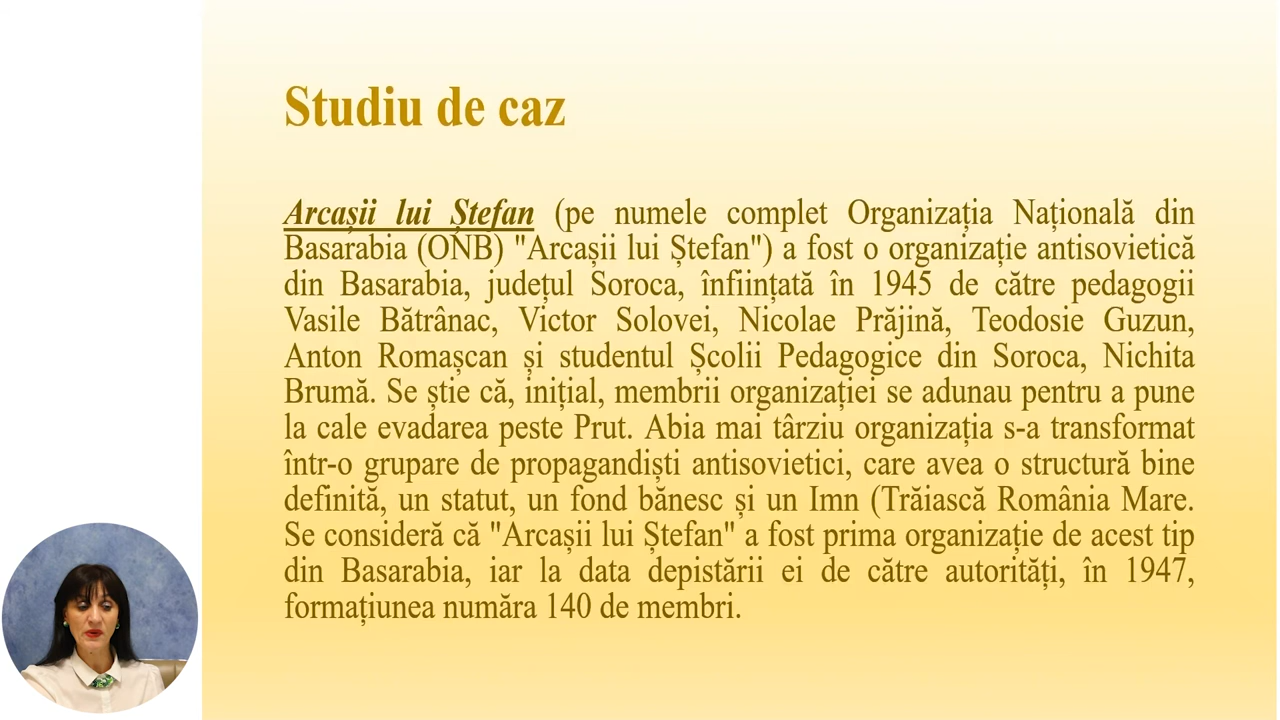 Studiu de caz
Arcașii lui Ștefan (pe numele complet Organizația Națională din
Basarabia (ONB) "Arcașii lui Ștefan") a fost o organizație antisovietică
din Basarabia, județul Soroca, înființată în 1945 de către pedagogii
Vasile Bătrânac, Victor Solovei, Nicolae Prăjină, Teodosie Guzun,
Anton Romașcan și studentul Școlii Pedagogice din Soroca, Nichita
Brumă. Se știe că, inițial, membrii organizației se adunau pentru a pune
la cale evadarea peste Prut. Abia mai târziu organizația s-a transformat
într-o grupare de propagandiști antisovietici, care avea o structură bine
definită, un statut, un fond bănesc și un Imn (Trăiască România Mare.
Se consideră că "Arcașii lui Ștefan" a fost prima organizație de acest tip
din Basarabia, iar la data depistării ei de către autorități, în 1947,
formațiunea număra 140 de membri.